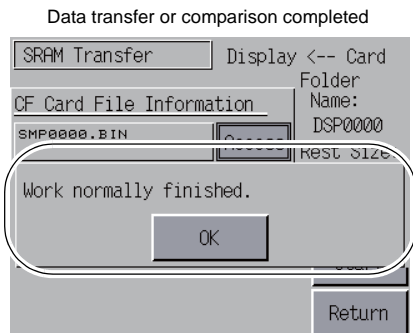 Data transfer or comparison completed
SRAM Transfer
Display <-- Card
Folder
Name:
DSP0000
CF Card File Information
SMP0000.BIN
Rest Size:
Work normally finished.
OK
Return